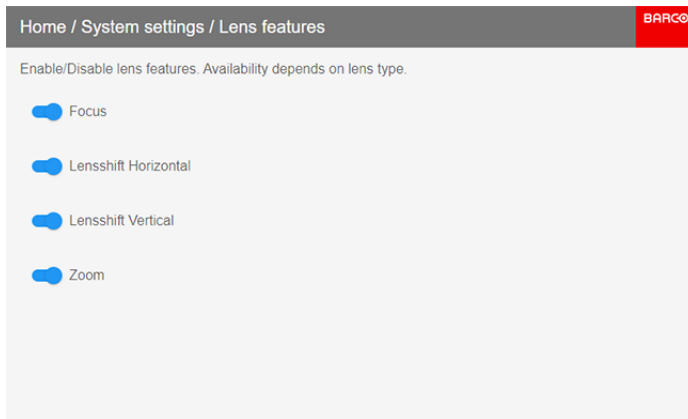 Home / System settings / Lens features
BARCO
Enable/Disable lens features. Availability depends on lens type.
Focus
Lensshift Horizontal
Lensshift Vertical
Zoom